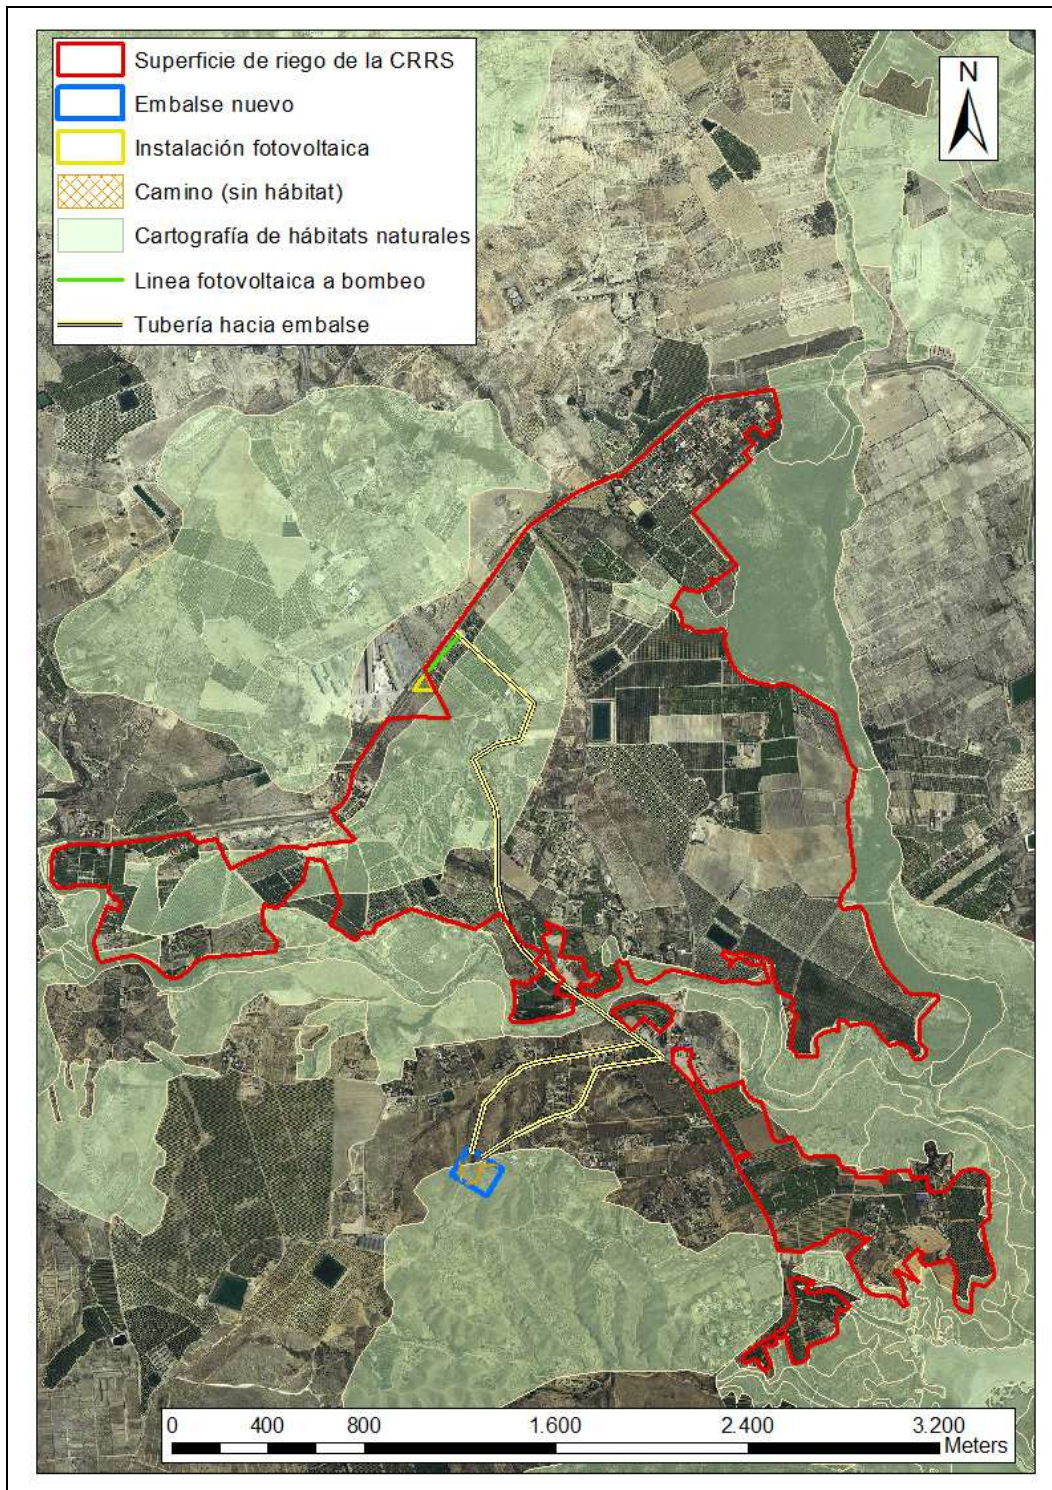 Superficie de riego de la CRRS
Embalse nuevo
Instalación fotovoltaica
Camino (sin hábitat)
Cartografía de hábitats naturales
Linea fotovoltaica a bombeo
Tubería hacia embalse
N
0 400 800 1.600 2.400 3.200
Meters